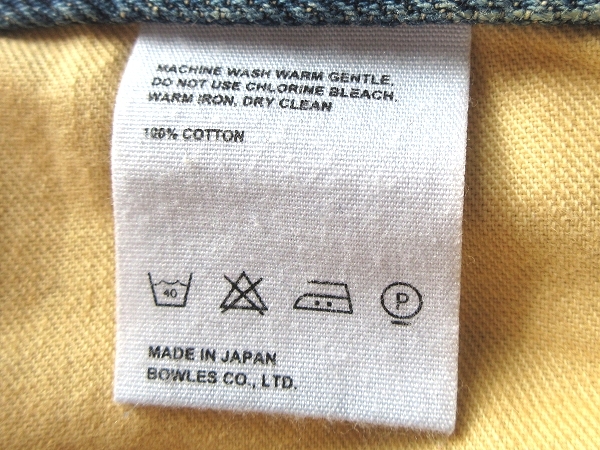 MACHINE WASH WARM GENTLE,
DO NOT USE CHLORINE BLEACH,
WARM IRON, DRY CLEAN
100% COTTON
40
P
MADE IN JAPAN
BOWLES CO., LTD.